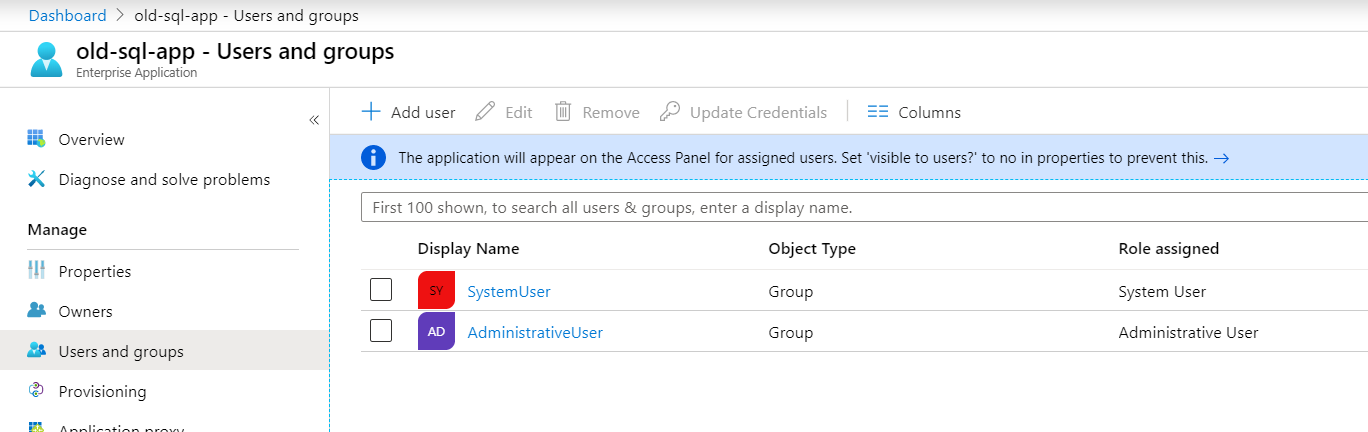 Dashboard > old-sql-app - Users and groups
old-sql-app - Users and groups
Enterprise Application
«
Overview
Diagnose and solve problems
Manage
Properties
Owners
Users and groups
Provisioning
Application proxy
+ Add user Edit Remove Update Credentials Columns
The application will appear on the Access Panel for assigned users. Set 'visible to users?' to no in properties to prevent this. →
First 100 shown, to search all users & groups, enter a display name.
Display Name Object Type Role assigned
SY SystemUser Group System User
AD AdministrativeUser Group Administrative User